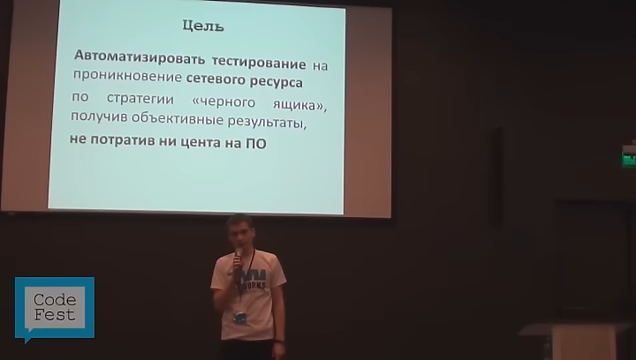 Цель
Автоматизировать тестирование на
проникновение сетевого ресурса
по стратегии «черного ящика»,
получив объективные результаты,
не потратив ни цента на ПО
Code
Fest